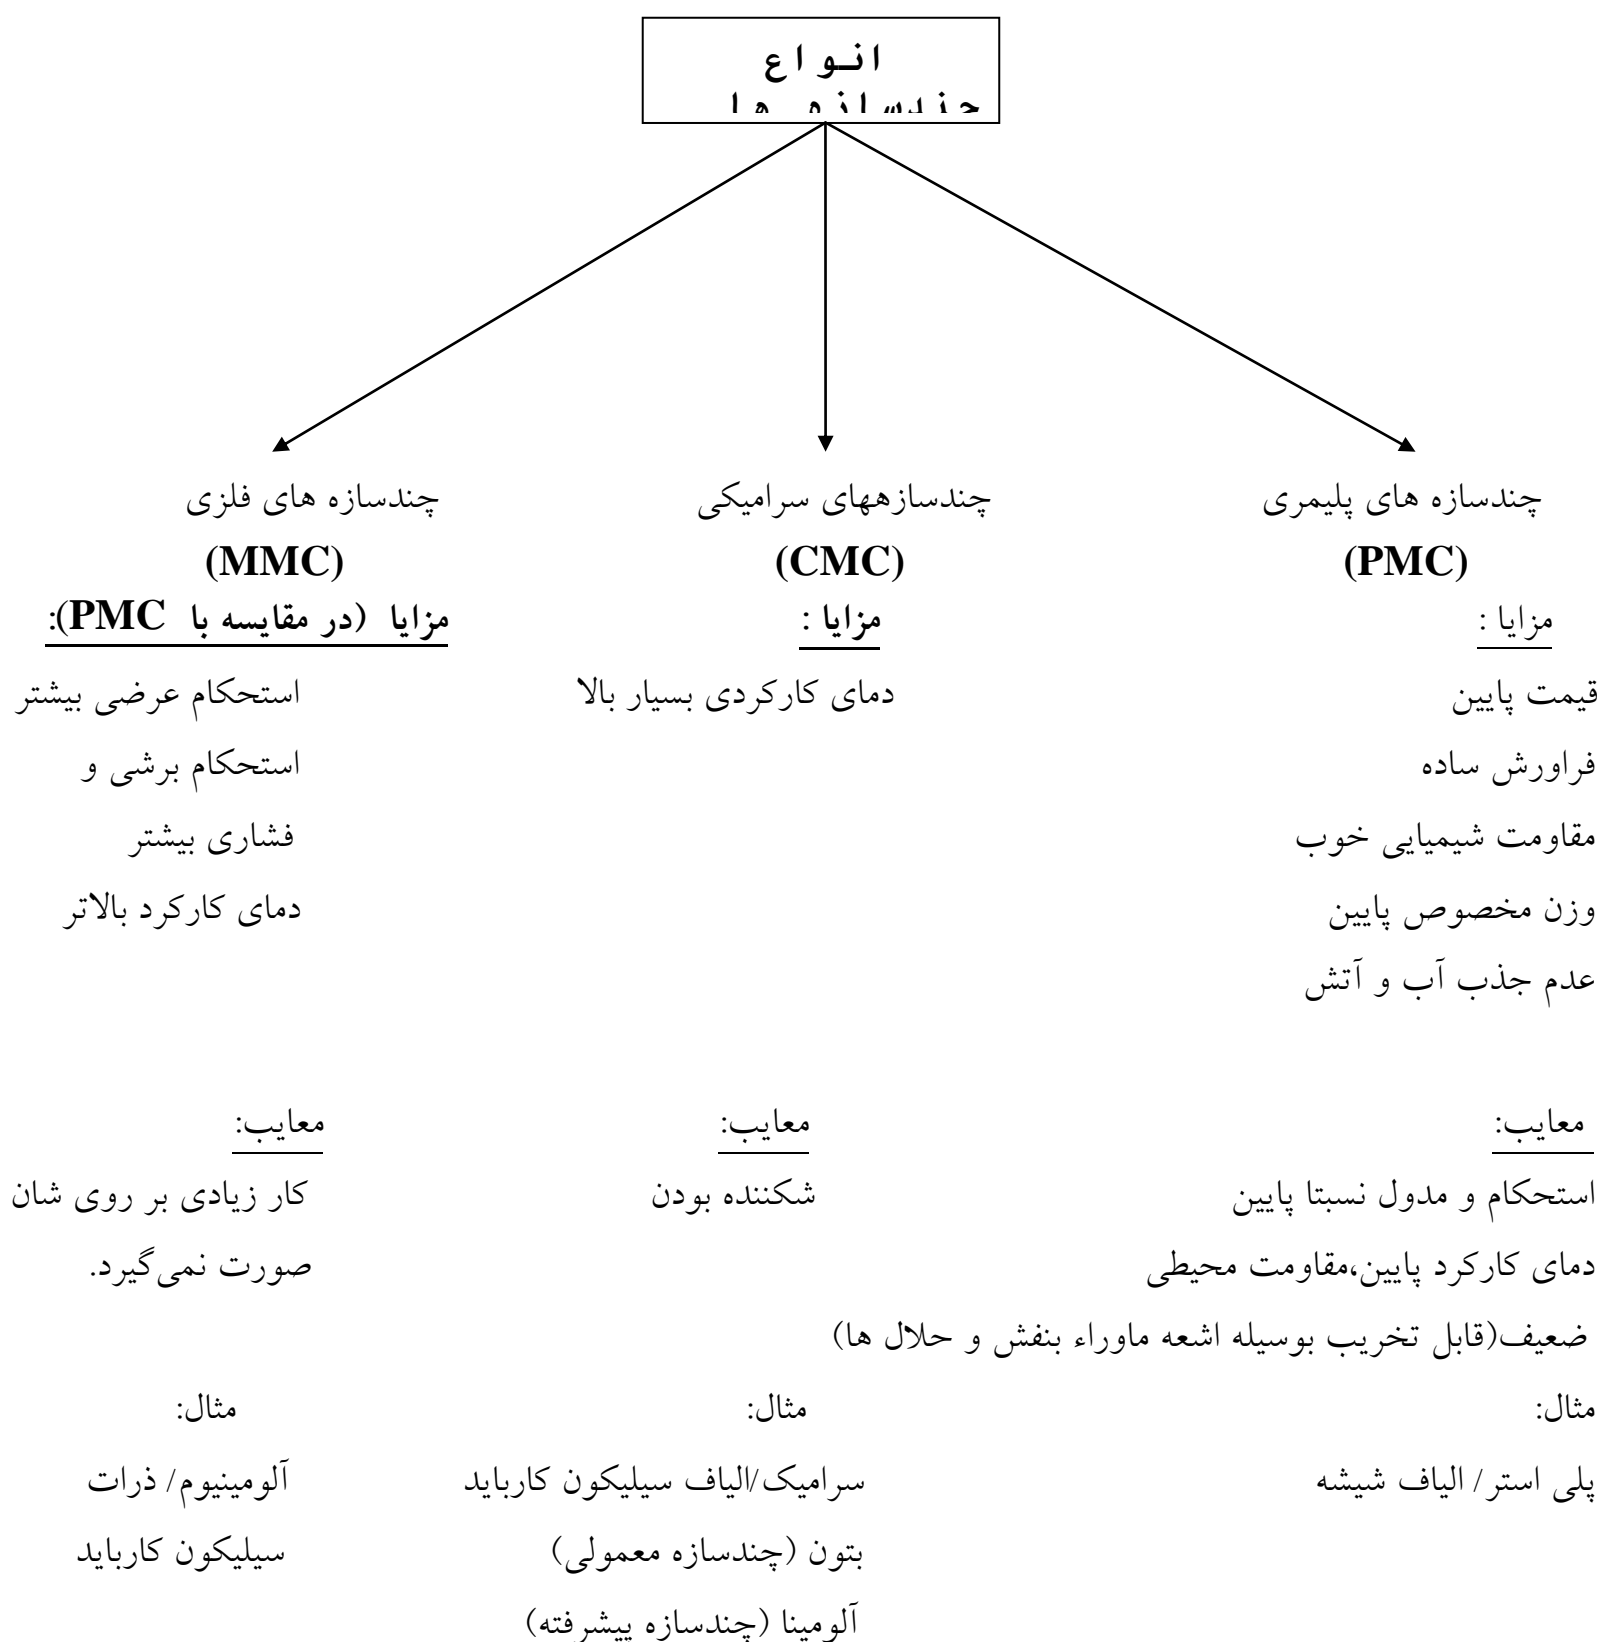 انواع
چندسازه ها
چندسازه های پلیمری
(PMC)
مزایا :
قیمت پایین
فراورش ساده
مقاومت شیمیایی خوب
وزن مخصوص پایین
عدم جذب آب و آتش
معایب:
استحکام و مدول نسبتا پایین
دمای کارکرد پایین،مقاومت محیطی
ضعیف(قابل تخریب بوسیله اشعه ماوراء بنفش و حلال ها)
مثال:
پلی استر/ الیاف شیشه
چندسازههای سرامیکی
(CMC)
مزایا :
دمای کارکردی بسیار بالا
معایب:
شکننده بودن
مثال:
سرامیک/الیاف سیلیکون کارباید
بتون (چندسازه معمولی)
آلومینا (چندسازه پیشرفته)
چندسازه های فلزی
(MMC)
مزایا (در مقایسه با PMC):
استحکام عرضی بیشتر
استحکام برشی و
فشاری بیشتر
دمای کارکرد بالاتر
معایب:
کار زیادی بر روی شان
صورت نمی‌گیرد.
مثال:
آلومینیوم/ ذرات
سیلیکون کارباید